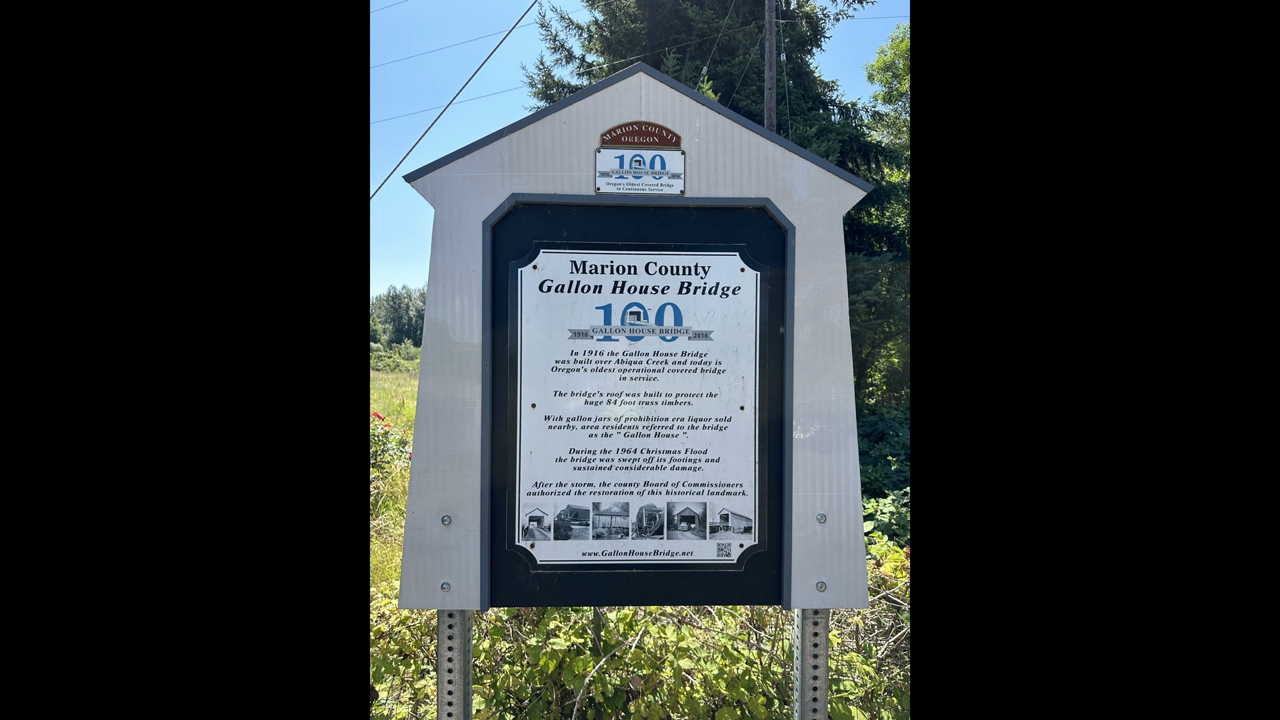 MARION COUNTY
OREGON
100
1916 GALLON HOUSE BRIDGE 2016
Oregon's Oldest Covered Bridge
in Continuous Service
Marion County
Gallon House Bridge
100
1916 GALLON HOUSE BRIDGE 2016
In 1916 the Gallon House Bridge
was built over Abiqua Creek and today is
Oregon's oldest operational covered bridge
in service.
The bridge's roof was built to protect the
huge 84 foot truss timbers.
With gallon jars of prohibition era liquor sold
nearby, area residents referred to the bridge
as the " Gallon House ".
During the 1964 Christmas Flood
the bridge was swept off its footings and
sustained considerable damage.
After the storm, the county Board of Commissioners
authorized the restoration of this historical landmark.
www.GallonHouseBridge.net